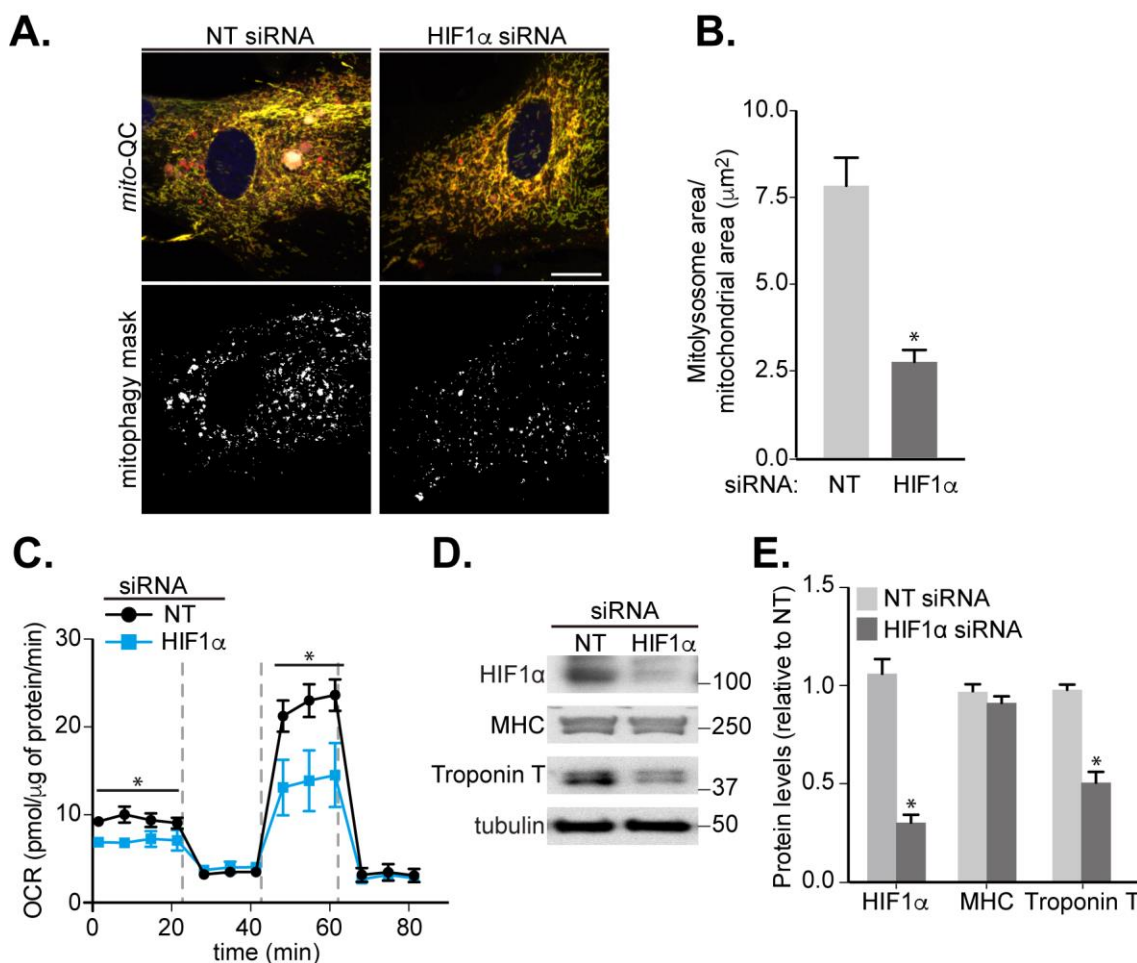 A.
NT siRNA
HIF1α siRNA
mito-QC
mitophagy mask
B.
Mitolysosome area/
mitochondrial area (μm²)
10.0
7.5
5.0
2.5
0.0
*
siRNA: NT HIF1α
C.
siRNA
NT
HIF1α
OCR (pmol/μg of protein/min)
30
20
10
0
*
*
0 20 40 60 80
time (min)
D.
siRNA
NT HIF1α
HIF1α 100
MHC 250
Troponin T 37
tubulin 50
E.
Protein levels (relative to NT)
1.5
1.0
0.5
0.0
NT siRNA
HIF1α siRNA
*
*
HIF1α MHC Troponin T